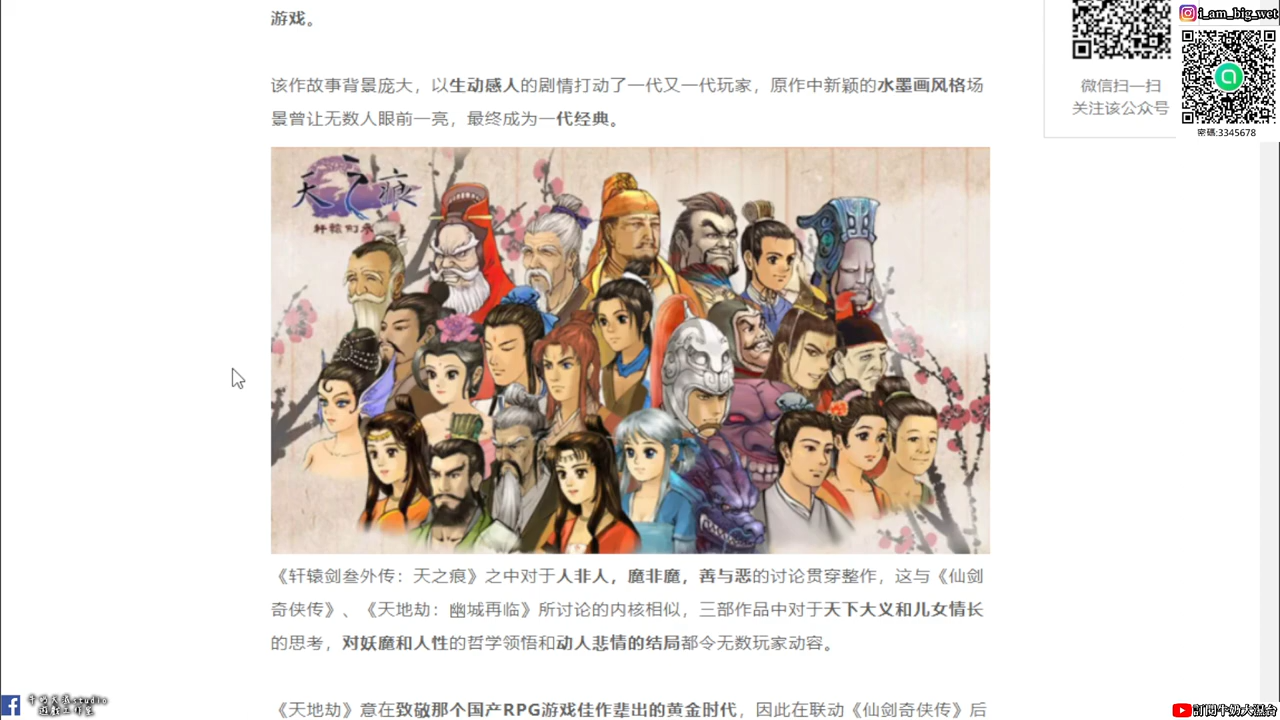 游戏。
i_am_big_wet
该作故事背景庞大，以生动感人的剧情打动了一代又一代玩家，原作中新颖的水墨画风格场
景曾让无数人眼前一亮，最终成为一代经典。
微信扫一扫
关注该公众号
密碼:3345678
天之痕
《轩辕剑叁外传：天之痕》之中对于人非人，魔非魔，善与恶的讨论贯穿整作，这与《仙剑
奇侠传》、《天地劫：幽城再临》所讨论的内核相似，三部作品中对于天下大义和儿女情长
的思考，对妖魔和人性的哲学领悟和动人悲情的结局都令无数玩家动容。
《天地劫》意在致敬那个国产RPG游戏佳作辈出的黄金时代，因此在联动《仙剑奇侠传》后
studio
遊戲工作室